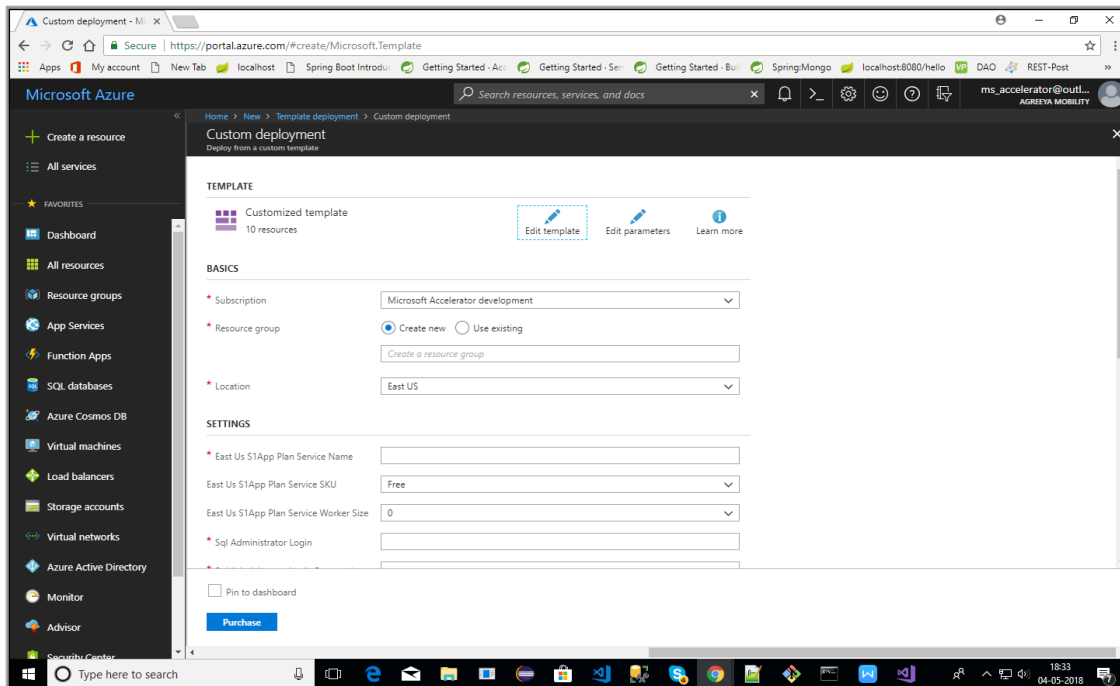 Custom deployment - Mi
Secure | https://portal.azure.com/#create/Microsoft.Template
Apps My account New Tab localhost Spring Boot Introduc Getting Started · Acc Getting Started · Ser Getting Started · Buil Spring:Mongo localhost:8080/hello VP DAO REST-Post »
Microsoft Azure
Search resources, services, and docs
ms_accelerator@outl...
AGREEYA MOBILITY
Home > New > Template deployment > Custom deployment
Custom deployment
Deploy from a custom template
Create a resource
All services
FAVORITES
Dashboard
All resources
Resource groups
App Services
Function Apps
SQL databases
Azure Cosmos DB
Virtual machines
Load balancers
Storage accounts
Virtual networks
Azure Active Directory
Monitor
Advisor
Security Center
TEMPLATE
Customized template
10 resources
Edit template
Edit parameters
Learn more
BASICS
* Subscription
Microsoft Accelerator development
* Resource group
Create new Use existing
Create a resource group
* Location
East US
SETTINGS
* East Us S1App Plan Service Name
East Us S1App Plan Service SKU
Free
East Us S1App Plan Service Worker Size
0
* Sql Administrator Login
Pin to dashboard
Purchase
Type here to search
18:33
04-05-2018